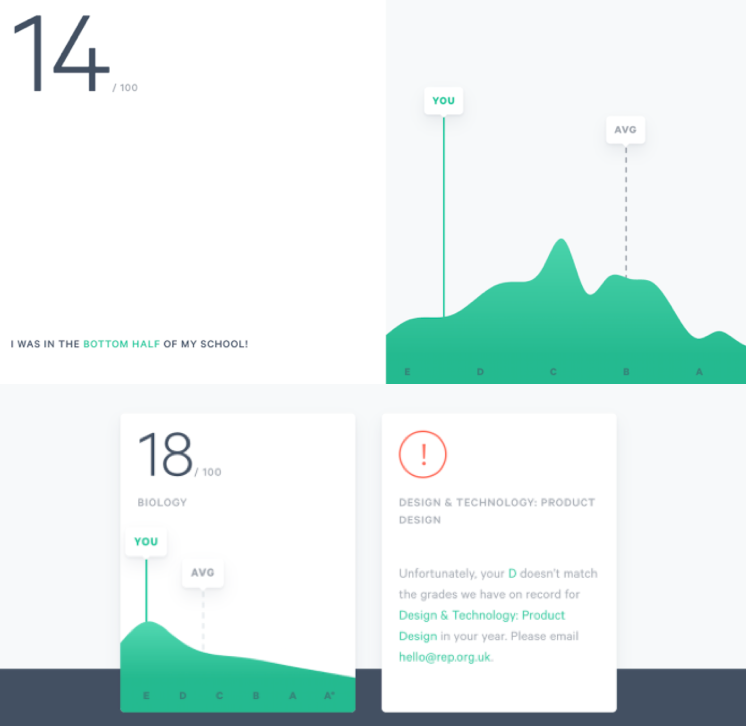 14 / 100
YOU
AVG
I WAS IN THE BOTTOM HALF OF MY SCHOOL!
E D C B A
18 / 100
BIOLOGY
YOU
AVG
E D C B A A*
!
DESIGN & TECHNOLOGY: PRODUCT
DESIGN
Unfortunately, your D doesn't match
the grades we have on record for
Design & Technology: Product
Design in your year. Please email
hello@rep.org.uk.